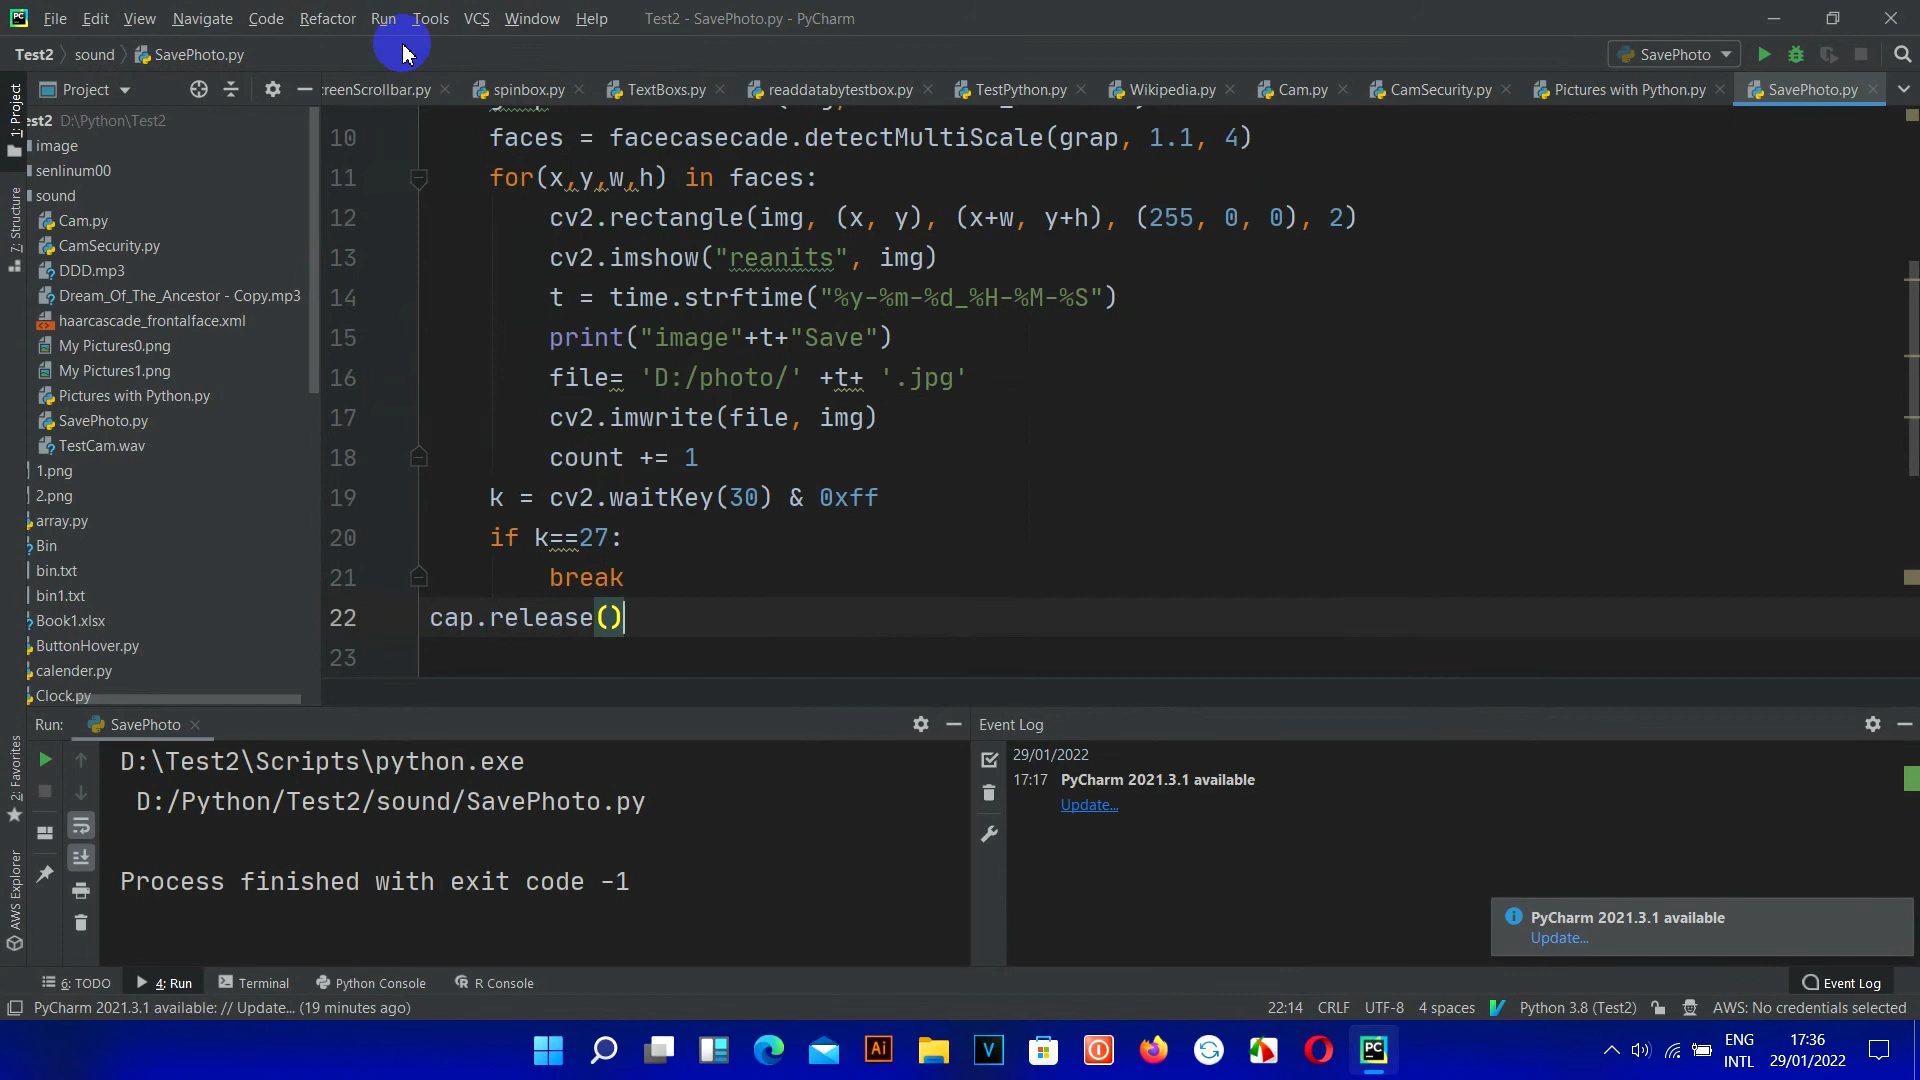 PC File Edit View Navigate Code Refactor Run Tools VCS Window Help Test2 - SavePhoto.py - PyCharm
Test2 sound SavePhoto.py SavePhoto
Project reenScrollbar.py spinbox.py TextBoxs.py readdatabytestbox.py TestPython.py Wikipedia.py Cam.py CamSecurity.py Pictures with Python.py SavePhoto.py
1: Project
7: Structure
2: Favorites
AWS Explorer
est2 D:\Python\Test2
image
senlinum00
sound
Cam.py
CamSecurity.py
DDD.mp3
Dream_Of_The_Ancestor - Copy.mp3
haarcascade_frontalface.xml
My Pictures0.png
My Pictures1.png
Pictures with Python.py
SavePhoto.py
TestCam.wav
1.png
2.png
array.py
Bin
bin.txt
bin1.txt
Book1.xlsx
ButtonHover.py
calender.py
Clock.py
10 faces = facecasecade.detectMultiScale(grap, 1.1, 4)
11 for(x,y,w,h) in faces:
12 cv2.rectangle(img, (x, y), (x+w, y+h), (255, 0, 0), 2)
13 cv2.imshow("reanits", img)
14 t = time.strftime("%y-%m-%d_%H-%M-%S")
15 print("image"+t+"Save")
16 file= 'D:/photo/' +t+ '.jpg'
17 cv2.imwrite(file, img)
18 count += 1
19 k = cv2.waitKey(30) & 0xff
20 if k==27:
21 break
22 cap.release()
23
Run: SavePhoto
D:\Test2\Scripts\python.exe
D:/Python/Test2/sound/SavePhoto.py
Process finished with exit code -1
Event Log
29/01/2022
17:17 PyCharm 2021.3.1 available
Update...
PyCharm 2021.3.1 available
Update...
6: TODO 4: Run Terminal Python Console R Console Event Log
PyCharm 2021.3.1 available: // Update... (19 minutes ago) 22:14 CRLF UTF-8 4 spaces Python 3.8 (Test2) AWS: No credentials selected
Ai V PC
ENG
INTL
17:36
29/01/2022